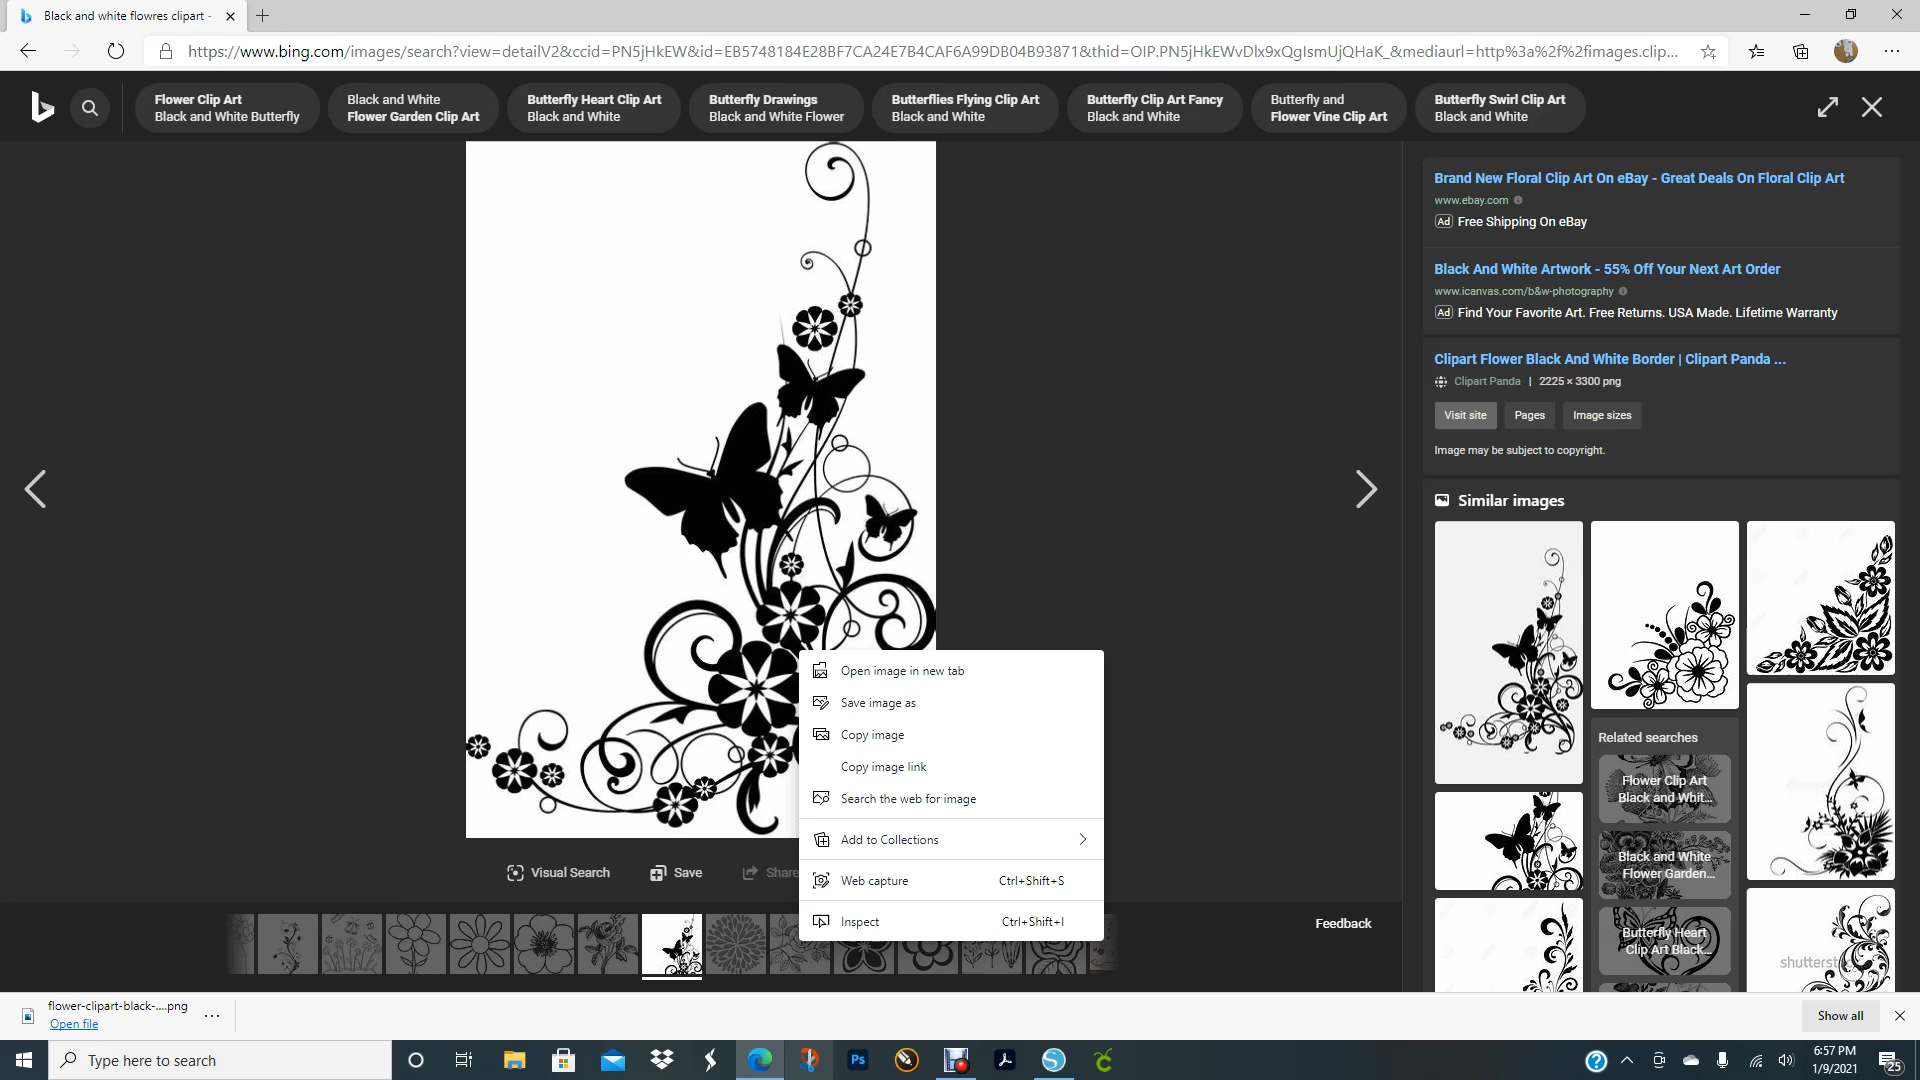 Black and white flowres clipart -
https://www.bing.com/images/search?view=detailV2&ccid=PN5jHkEW&id=EB5748184E28BF7CA24E7B4CAF6A99DB04B93871&thid=OIP.PN5jHkEWvDlx9xQgIsmUjQHaK_&mediaurl=http%3a%2f%2fimages.clip...
Flower Clip Art
Black and White Butterfly
Black and White
Flower Garden Clip Art
Butterfly Heart Clip Art
Black and White
Butterfly Drawings
Black and White Flower
Butterflies Flying Clip Art
Black and White
Butterfly Clip Art Fancy
Black and White
Butterfly and
Flower Vine Clip Art
Butterfly Swirl Clip Art
Black and White
Brand New Floral Clip Art On eBay - Great Deals On Floral Clip Art
www.ebay.com
Ad Free Shipping On eBay
Black And White Artwork - 55% Off Your Next Art Order
www.icanvas.com/b&w-photography
Ad Find Your Favorite Art. Free Returns. USA Made. Lifetime Warranty
Clipart Flower Black And White Border | Clipart Panda ...
Clipart Panda | 2225 × 3300 png
Visit site Pages Image sizes
Image may be subject to copyright.
Similar images
Related searches
Flower Clip Art
Black and Whit...
Black and White
Flower Garden...
Butterfly Heart
Clip Art Black...
Open image in new tab
Save image as
Copy image
Copy image link
Search the web for image
Add to Collections
Web capture Ctrl+Shift+S
Inspect Ctrl+Shift+I
Visual Search Save Share
Feedback
flower-clipart-black-....png
Open file
Show all
Type here to search
Ps
6:57 PM
1/9/2021
25